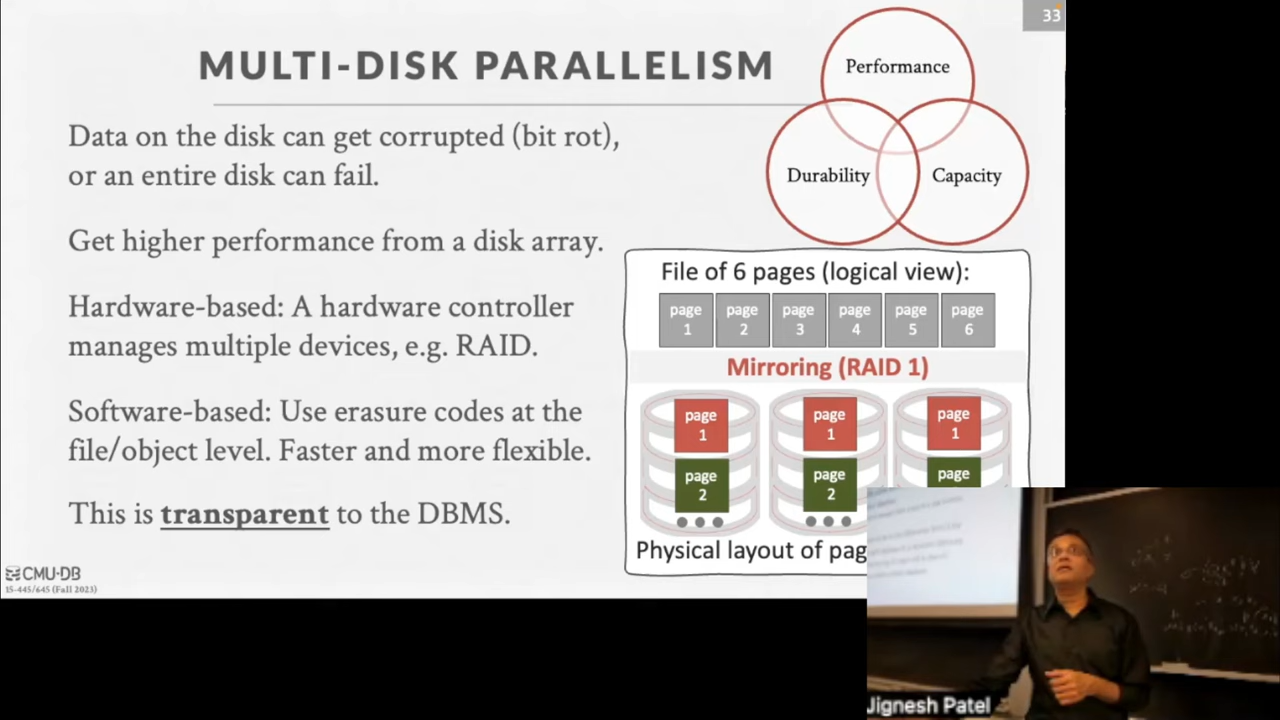 33
MULTI-DISK PARALLELISM
Performance
Durability
Capacity
Data on the disk can get corrupted (bit rot),
or an entire disk can fail.
Get higher performance from a disk array.
Hardware-based: A hardware controller
manages multiple devices, e.g. RAID.
Software-based: Use erasure codes at the
file/object level. Faster and more flexible.
This is transparent to the DBMS.
File of 6 pages (logical view):
page 1
page 2
page 3
page 4
page 5
page 6
Mirroring (RAID 1)
page 1
page 1
page 1
page 2
page 2
page
Physical layout of pag
CMU·DB
15-445/645 (Fall 2023)
Jignesh Patel